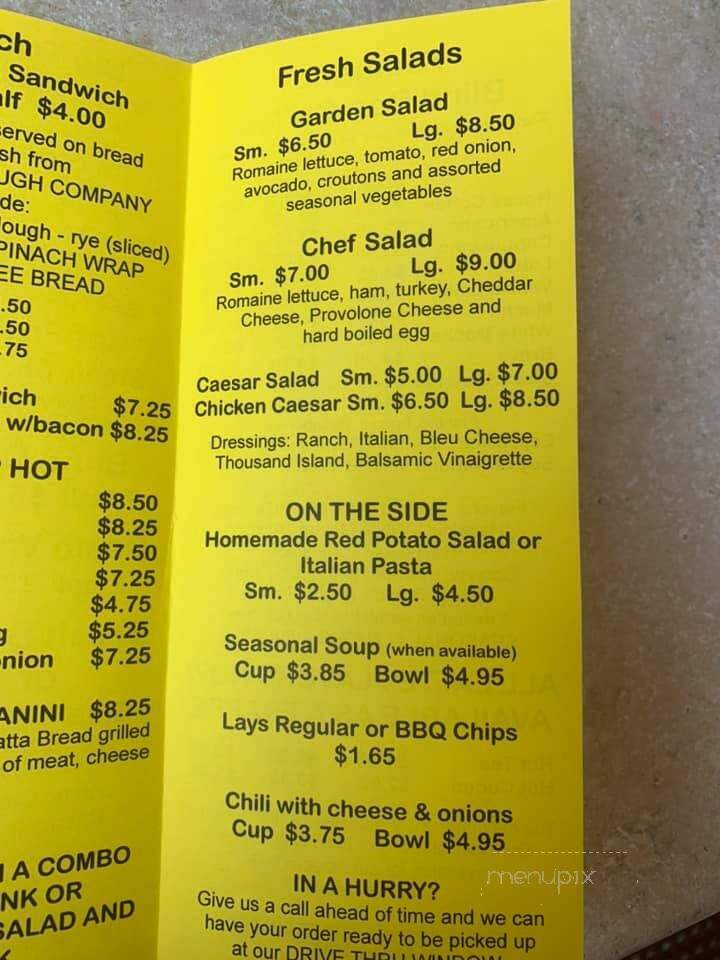 ch
Sandwich
lf $4.00
erved on bread
sh from
UGH COMPANY
de:
ough - rye (sliced)
PINACH WRAP
EE BREAD
.50
.50
.75
ich $7.25
w/bacon $8.25
HOT
$8.50
$8.25
$7.50
$7.25
$4.75
g $5.25
nion $7.25
ANINI $8.25
atta Bread grilled
of meat, cheese
A COMBO
NK OR
SALAD AND
Fresh Salads
Garden Salad
Sm. $6.50 Lg. $8.50
Romaine lettuce, tomato, red onion,
avocado, croutons and assorted
seasonal vegetables
Chef Salad
Sm. $7.00 Lg. $9.00
Romaine lettuce, ham, turkey, Cheddar
Cheese, Provolone Cheese and
hard boiled egg
Caesar Salad Sm. $5.00 Lg. $7.00
Chicken Caesar Sm. $6.50 Lg. $8.50
Dressings: Ranch, Italian, Bleu Cheese,
Thousand Island, Balsamic Vinaigrette
ON THE SIDE
Homemade Red Potato Salad or
Italian Pasta
Sm. $2.50 Lg. $4.50
Seasonal Soup (when available)
Cup $3.85 Bowl $4.95
Lays Regular or BBQ Chips
$1.65
Chili with cheese & onions
Cup $3.75 Bowl $4.95
IN A HURRY?
Give us a call ahead of time and we can
have your order ready to be picked up
at our DRIVE THRU WINDOW
menupix